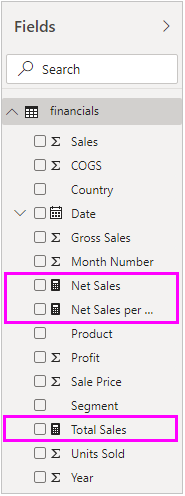 Fields
Search
financials
Σ Sales
Σ COGS
Country
Date
Σ Gross Sales
Σ Month Number
Net Sales
Net Sales per ...
Product
Σ Profit
Σ Sale Price
Segment
Total Sales
Σ Units Sold
Σ Year